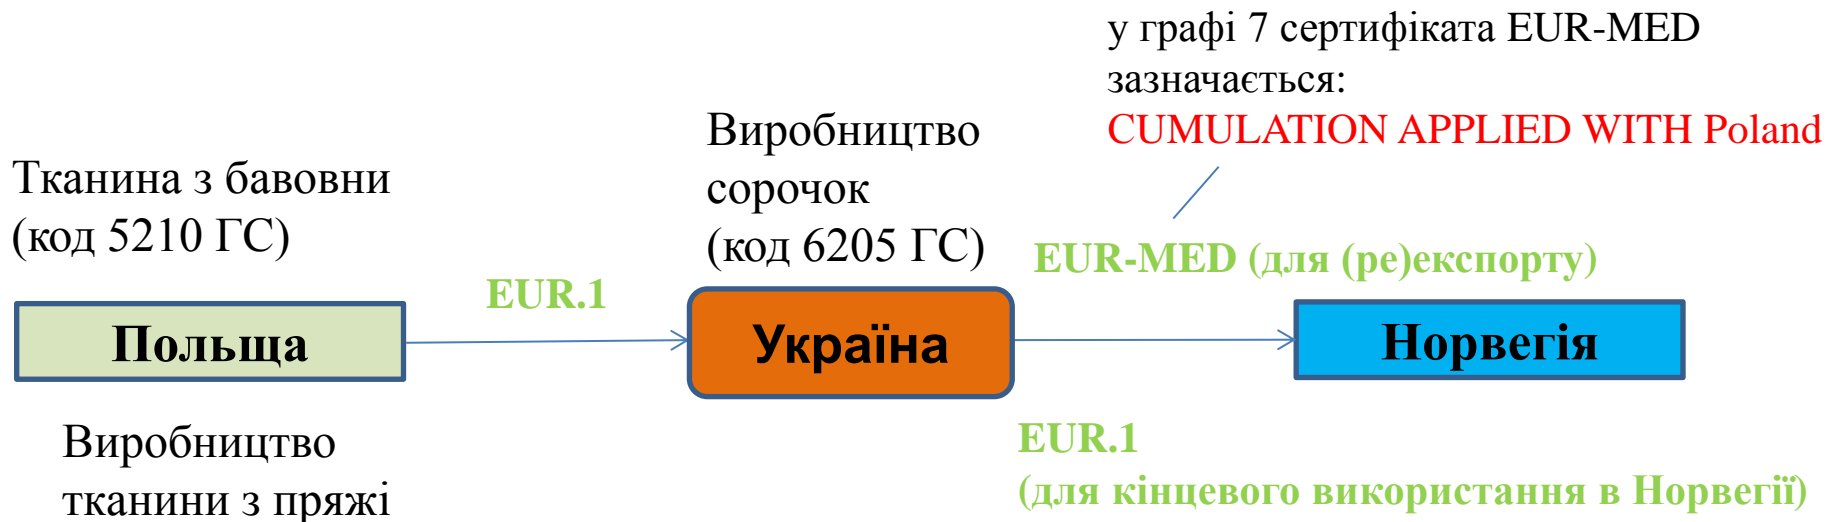 у графі 7 сертифіката EUR-MED
зазначається:
CUMULATION APPLIED WITH Poland
Виробництво
сорочок
(код 6205 ГС)
Тканина з бавовни
(код 5210 ГС)
EUR-MED (для (ре)експорту)
EUR.1
Польща
Україна
Норвегія
Виробництво
тканини з пряжі
EUR.1
(для кінцевого використання в Норвегії)